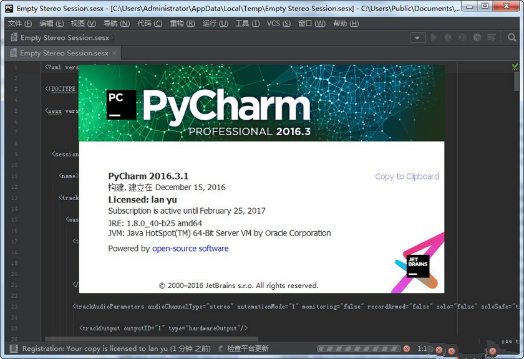 Empty Stereo Session.sesx - [C:\Users\Administrator\AppData\Local\Temp\Empty Stereo Session.sesx] - C:\Users\Public\Documents\...
文件(F) 编辑(E) 视图(V) 导航(N) 代码(C) 重构(R) 运行(U) 工具(T) VCS(S) 窗口(W) 帮助(H)
Empty Stereo Session.sesx
Empty Stereo Session.sesx
<?xml
<!DOCTYPE
<sesx
<session
PC PyCharm
PROFESSIONAL 2016.3
PyCharm 2016.3.1
Copy to Clipboard
构建, 建立在 December 15, 2016
Licensed: lan yu
Subscription is active until February 25, 2017
JRE: 1.8.0_40-b25 amd64
JVM: Java HotSpot(TM) 64-Bit Server VM by Oracle Corporation
Powered by open-source software
JET BRAINS
© 2000–2016 JetBrains s.r.o. All rights reserved.
<trackAudioParameters audioChannelType="stereo" automationMode="1" monitoring="false" recordArmed="false" solo="false" soloSafe="t
<trackOutput outputID="1" type="hardwareOutput"/>
Registration: Your copy is licensed to lan yu (1 分钟 之前) 检查平台更新